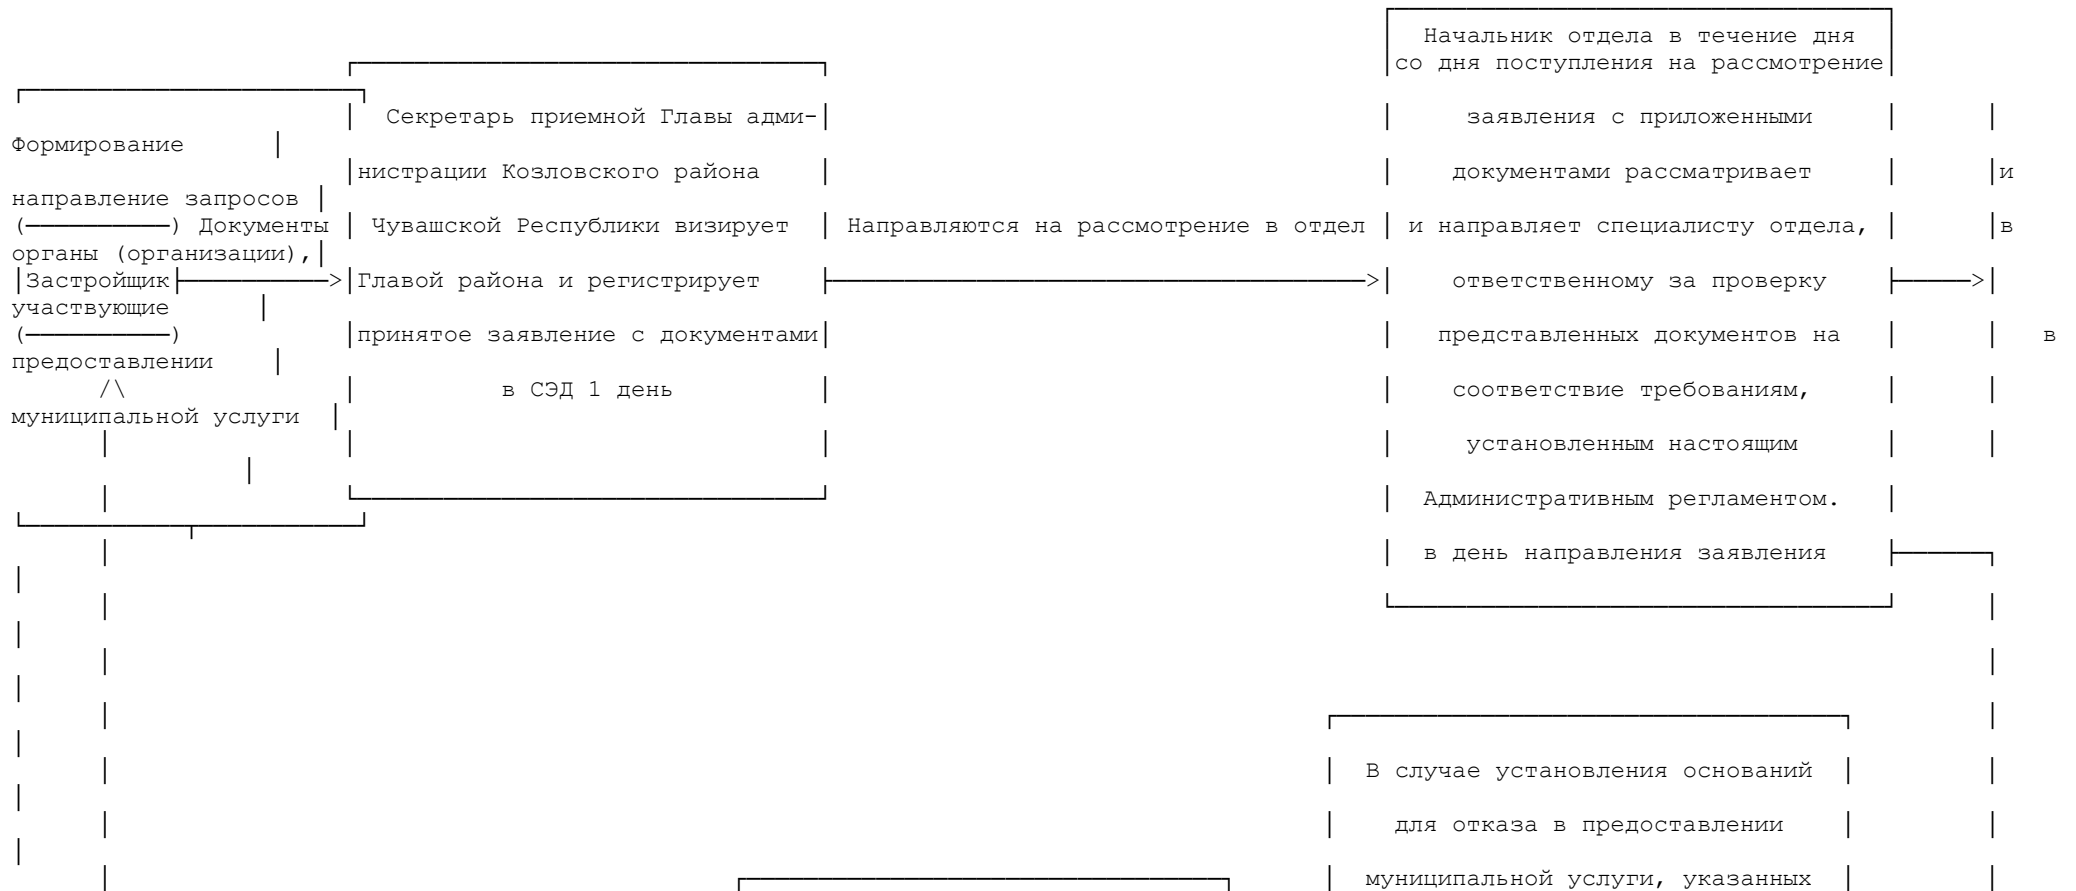 Начальник отдела в течение дня
со дня поступления на рассмотрение
Секретарь приемной Главы адми- заявления с приложенными
Формирование
нистрации Козловского района документами рассматривает и
направление запросов
(──────────) Документы Чувашской Республики визирует Направляются на рассмотрение в отдел и направляет специалисту отдела, в
органы (организации),
Застройщик Главой района и регистрирует ответственному за проверку
участвующие
(──────────) принятое заявление с документами представленных документов на в
предоставлении
в СЭД 1 день соответствие требованиям,
муниципальной услуги
установленным настоящим
Административным регламентом.
в день направления заявления
В случае установления оснований
для отказа в предоставлении
муниципальной услуги, указанных